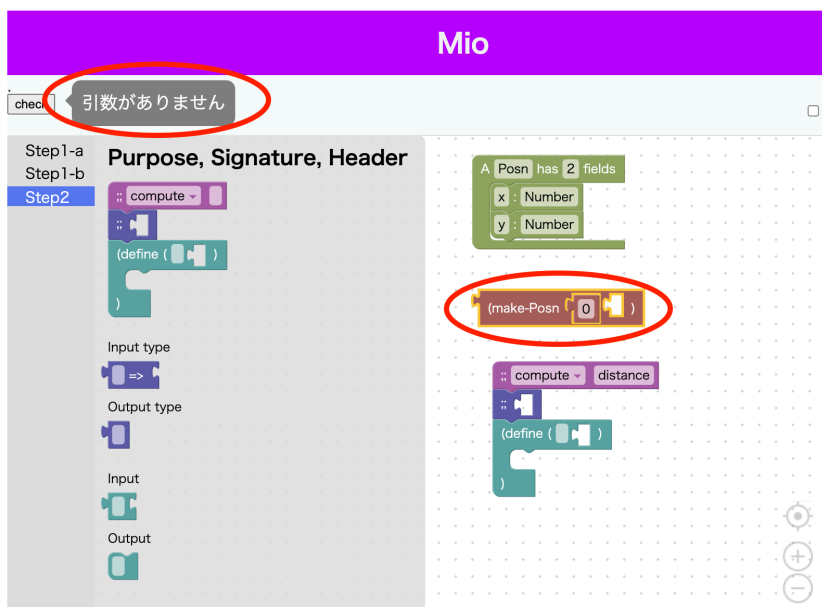 Mio
check
引数がありません
Step1-a
Step1-b
Step2
Purpose, Signature, Header
;; compute
;;
(define ( )
)
Input type
=>
Output type
Input
Output
A Posn has 2 fields
x : Number
y : Number
(make-Posn 0 )
;; compute distance
;;
(define ( )
)